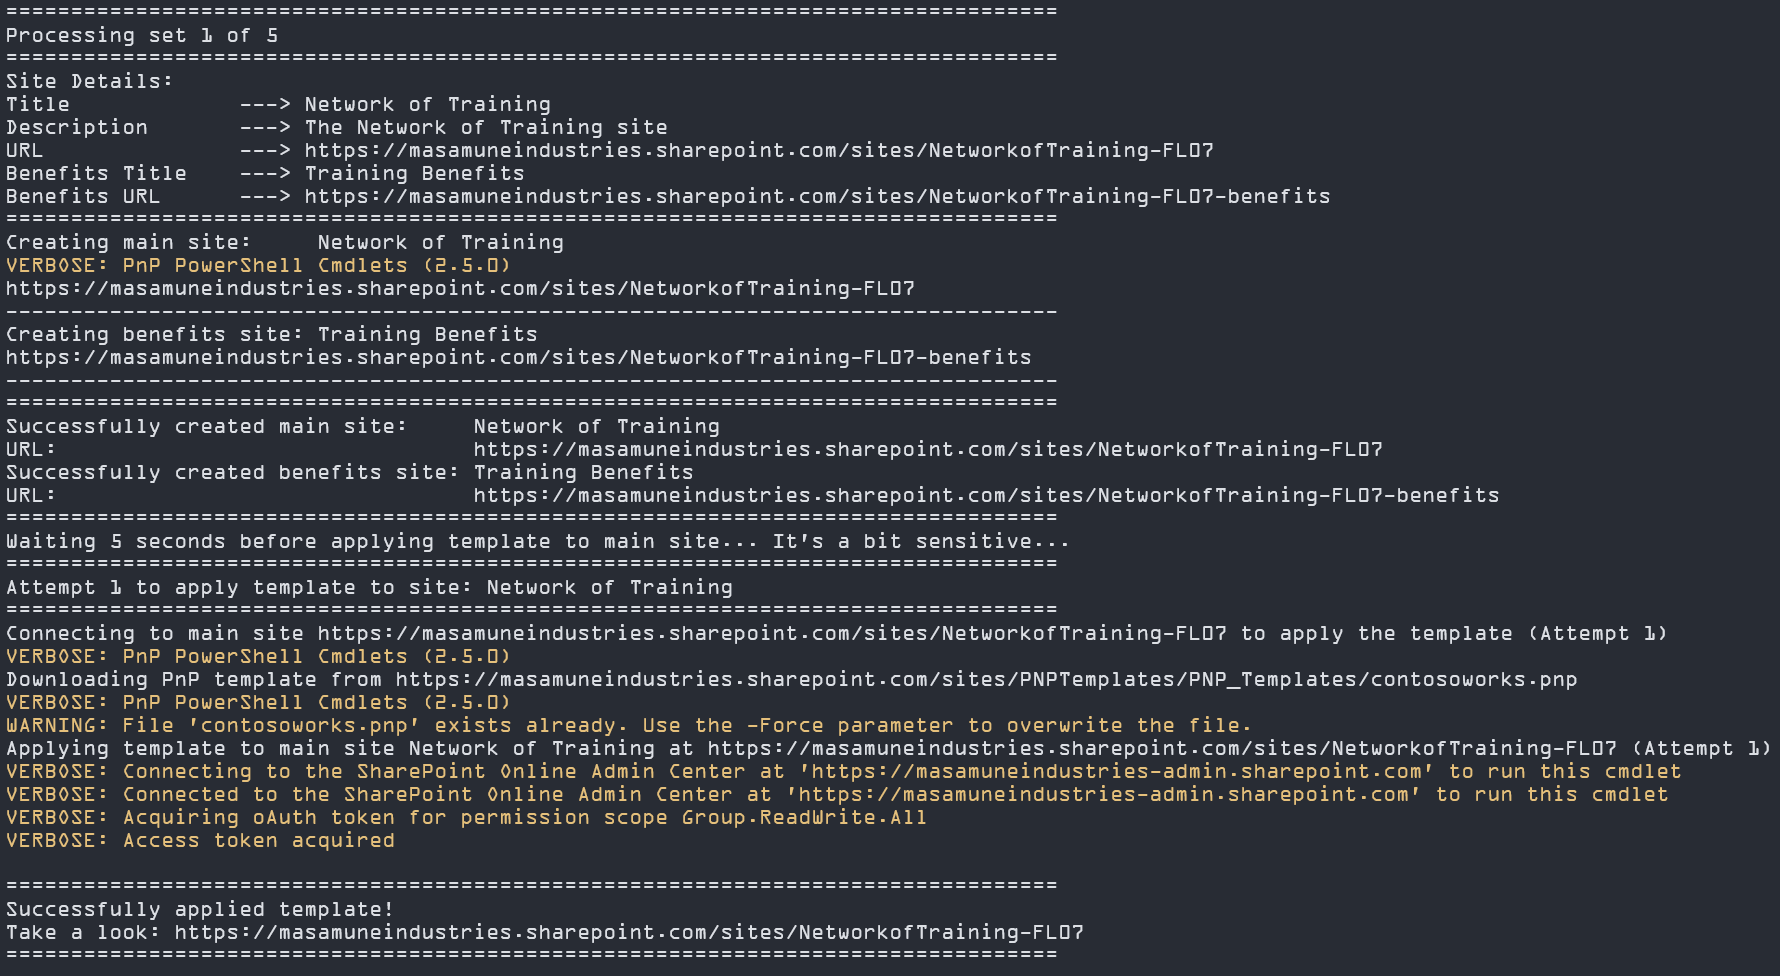 =================================================================================
Processing set 1 of 5
=================================================================================
Site Details:
Title             ---> Network of Training
Description       ---> The Network of Training site
URL               ---> https://masamuneindustries.sharepoint.com/sites/NetworkofTraining-FL07
Benefits Title    ---> Training Benefits
Benefits URL      ---> https://masamuneindustries.sharepoint.com/sites/NetworkofTraining-FL07-benefits
=================================================================================
Creating main site:     Network of Training
VERBOSE: PnP PowerShell Cmdlets (2.5.0)
https://masamuneindustries.sharepoint.com/sites/NetworkofTraining-FL07
---------------------------------------------------------------------------------
Creating benefits site: Training Benefits
https://masamuneindustries.sharepoint.com/sites/NetworkofTraining-FL07-benefits
---------------------------------------------------------------------------------
=================================================================================
Successfully created main site:     Network of Training
URL:                                https://masamuneindustries.sharepoint.com/sites/NetworkofTraining-FL07
Successfully created benefits site: Training Benefits
URL:                                https://masamuneindustries.sharepoint.com/sites/NetworkofTraining-FL07-benefits
=================================================================================
Waiting 5 seconds before applying template to main site... It's a bit sensitive...
=================================================================================
Attempt 1 to apply template to site: Network of Training
=================================================================================
Connecting to main site https://masamuneindustries.sharepoint.com/sites/NetworkofTraining-FL07 to apply the template (Attempt 1)
VERBOSE: PnP PowerShell Cmdlets (2.5.0)
Downloading PnP template from https://masamuneindustries.sharepoint.com/sites/PNPTemplates/PNP_Templates/contosoworks.pnp
VERBOSE: PnP PowerShell Cmdlets (2.5.0)
WARNING: File 'contosoworks.pnp' exists already. Use the -Force parameter to overwrite the file.
Applying template to main site Network of Training at https://masamuneindustries.sharepoint.com/sites/NetworkofTraining-FL07 (Attempt 1)
VERBOSE: Connecting to the SharePoint Online Admin Center at 'https://masamuneindustries-admin.sharepoint.com' to run this cmdlet
VERBOSE: Connected to the SharePoint Online Admin Center at 'https://masamuneindustries-admin.sharepoint.com' to run this cmdlet
VERBOSE: Acquiring oAuth token for permission scope Group.ReadWrite.All
VERBOSE: Access token acquired
=================================================================================
Successfully applied template!
Take a look: https://masamuneindustries.sharepoint.com/sites/NetworkofTraining-FL07
=================================================================================